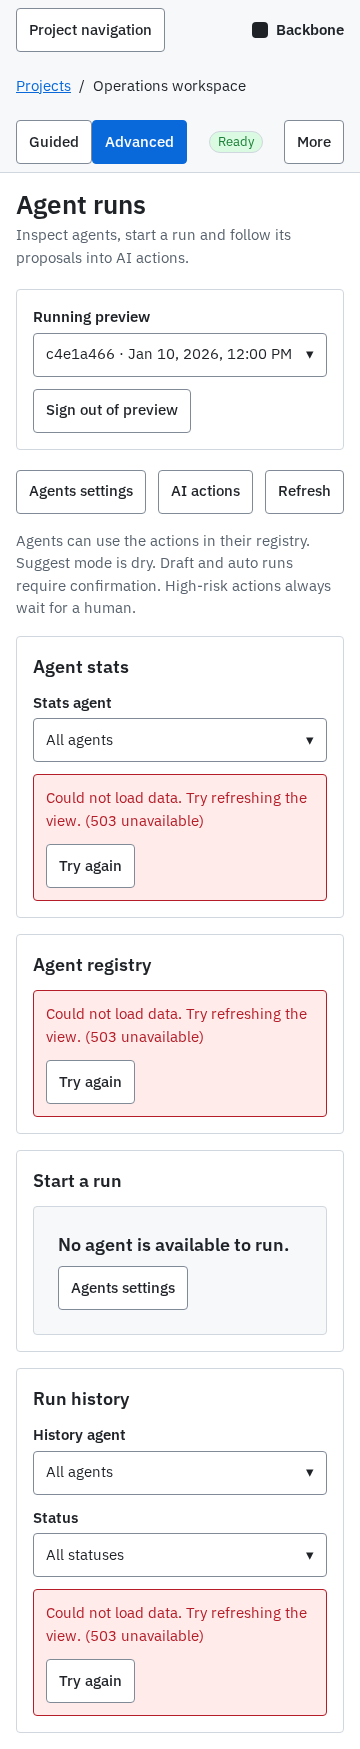 Project navigation
Backbone
Projects / Operations workspace
Guided
Advanced
Ready
More
Agent runs
Inspect agents, start a run and follow its
proposals into AI actions.
Running preview
c4e1a466 · Jan 10, 2026, 12:00 PM ▾
Sign out of preview
Agents settings
AI actions
Refresh
Agents can use the actions in their registry.
Suggest mode is dry. Draft and auto runs
require confirmation. High-risk actions always
wait for a human.
Agent stats
Stats agent
All agents ▾
Could not load data. Try refreshing the
view. (503 unavailable)
Try again
Agent registry
Could not load data. Try refreshing the
view. (503 unavailable)
Try again
Start a run
No agent is available to run.
Agents settings
Run history
History agent
All agents ▾
Status
All statuses ▾
Could not load data. Try refreshing the
view. (503 unavailable)
Try again